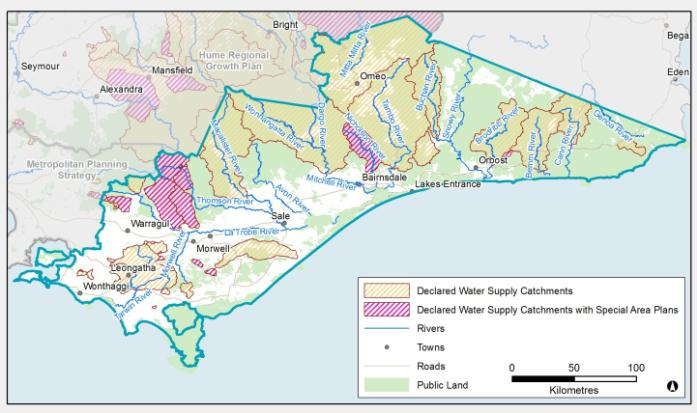 Bright
Bega
Mitta Mitta River
Hume Regional
Growth Plan
Seymour
Mansfield
Omeo
Eden
Alexandra
Buchan River
Snowy River
Wonnangatta River
Dargo River
Tambo River
Nicholson River
Brodribb River
Genoa River
Macalister River
Bemm River
Cann River
Metropolitan Planning
Strategy
Orbost
Mitchell River
Bairnsdale
Lakes Entrance
Thomson River
Avon River
Sale
Warragul
La Trobe River
Morwell
Morwell River
Leongatha
Wonthaggi
Tarwin River
Declared Water Supply Catchments
Declared Water Supply Catchments with Special Area Plans
Rivers
Towns
Roads
Public Land
0 50 100
Kilometres